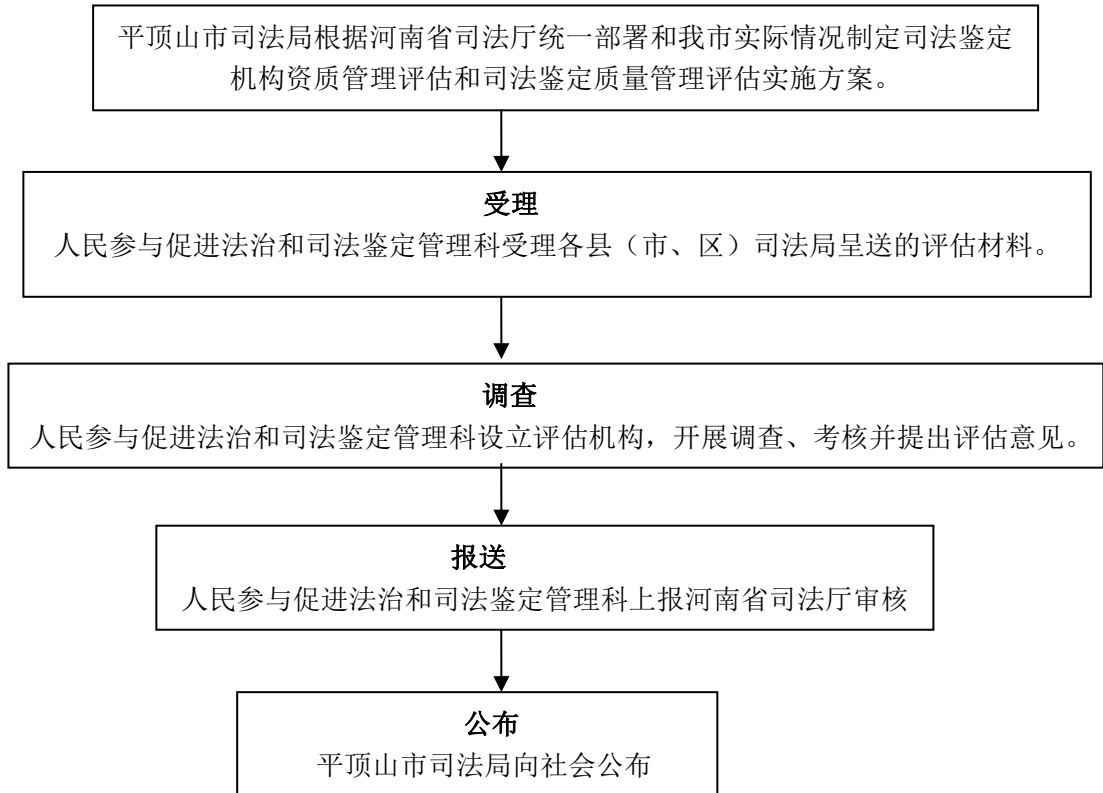 平顶山市司法局根据河南省司法厅统一部署和我市实际情况制定司法鉴定
机构资质管理评估和司法鉴定质量管理评估实施方案。
受理
人民参与促进法治和司法鉴定管理科受理各县（市、区）司法局呈送的评估材料。
调查
人民参与促进法治和司法鉴定管理科设立评估机构，开展调查、考核并提出评估意见。
报送
人民参与促进法治和司法鉴定管理科上报河南省司法厅审核
公布
平顶山市司法局向社会公布